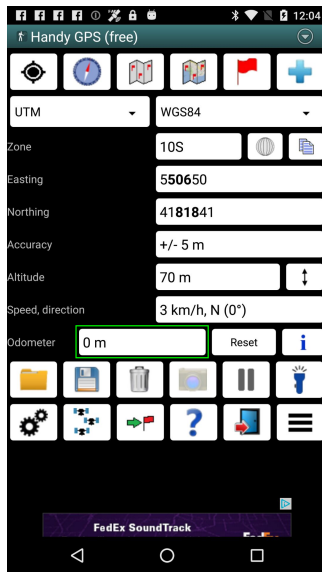 12:04
Handy GPS (free)
UTM WGS84
Zone 10S
Easting 550650
Northing 4181841
Accuracy +/- 5 m
Altitude 70 m
Speed, direction 3 km/h, N (0°)
Odometer 0 m Reset i
?
FedEx SoundTrack